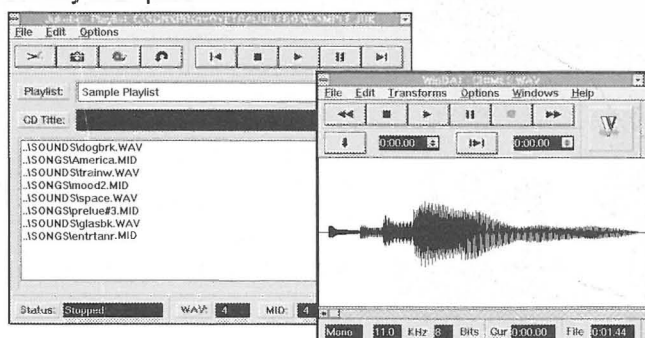 File Edit Options
Playlist: Sample Playlist
CD Title:
..\SOUNDS\dogbrk.WAV
..\SONGS\America.MID
..\SOUNDS\trainw.WAV
..\SONGS\mood2.MID
..\SOUNDS\space.WAV
..\SONGS\prelue#3.MID
..\SOUNDS\glasbk.WAV
..\SONGS\entrtanr.MID
Status: Stopped WAV: 4 MID: 4
WinDAT - CHIMES.WAV
File Edit Transforms Options Windows Help
0:00.00 0:00.00
V
Mono 11.0 KHz 8 Bits Cur 0:00.00 File 0:01.44